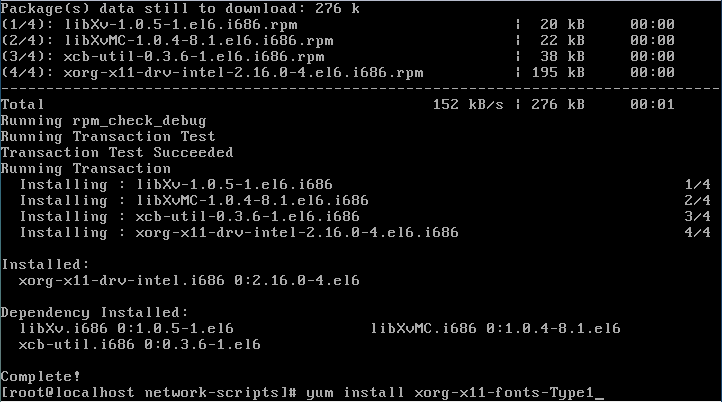 Package(s) data still to download: 276 k
(1/4): libXv-1.0.5-1.el6.i686.rpm | 20 kB 00:00
(2/4): libXvMC-1.0.4-8.1.el6.i686.rpm | 22 kB 00:00
(3/4): xcb-util-0.3.6-1.el6.i686.rpm | 38 kB 00:00
(4/4): xorg-x11-drv-intel-2.16.0-4.el6.i686.rpm | 195 kB 00:00
--------------------------------------------------------------------------------
Total 152 kB/s | 276 kB 00:01
Running rpm_check_debug
Running Transaction Test
Transaction Test Succeeded
Running Transaction
Installing : libXv-1.0.5-1.el6.i686 1/4
Installing : libXvMC-1.0.4-8.1.el6.i686 2/4
Installing : xcb-util-0.3.6-1.el6.i686 3/4
Installing : xorg-x11-drv-intel-2.16.0-4.el6.i686 4/4
Installed:
xorg-x11-drv-intel.i686 0:2.16.0-4.el6
Dependency Installed:
libXv.i686 0:1.0.5-1.el6 libXvMC.i686 0:1.0.4-8.1.el6
xcb-util.i686 0:0.3.6-1.el6
Complete!
[root@localhost network-scripts]# yum install xorg-x11-fonts-Type1_